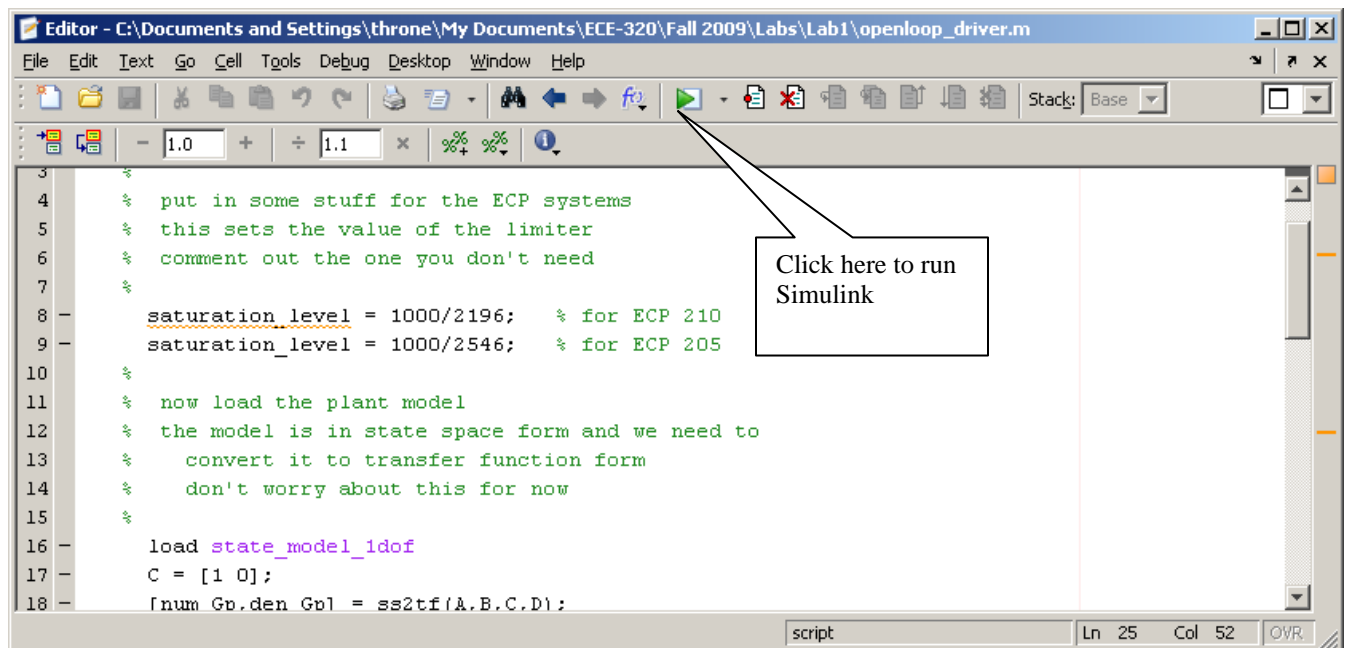 Editor - C:\Documents and Settings\throne\My Documents\ECE-320\Fall 2009\Labs\Lab1\openloop_driver.m
File Edit Text Go Cell Tools Debug Desktop Window Help
Stack: Base
- 1.0 + ÷ 1.1 ×
3 %
4 % put in some stuff for the ECP systems
5 % this sets the value of the limiter
6 % comment out the one you don't need
7 %
8 - saturation_level = 1000/2196; % for ECP 210
9 - saturation_level = 1000/2546; % for ECP 205
10 %
11 % now load the plant model
12 % the model is in state space form and we need to
13 % convert it to transfer function form
14 % don't worry about this for now
15 %
16 - load state_model_1dof
17 - C = [1 0];
18 - [num_Gp,den_Gp] = ss2tf(A,B,C,D);
Click here to run
Simulink
script Ln 25 Col 52 OVR